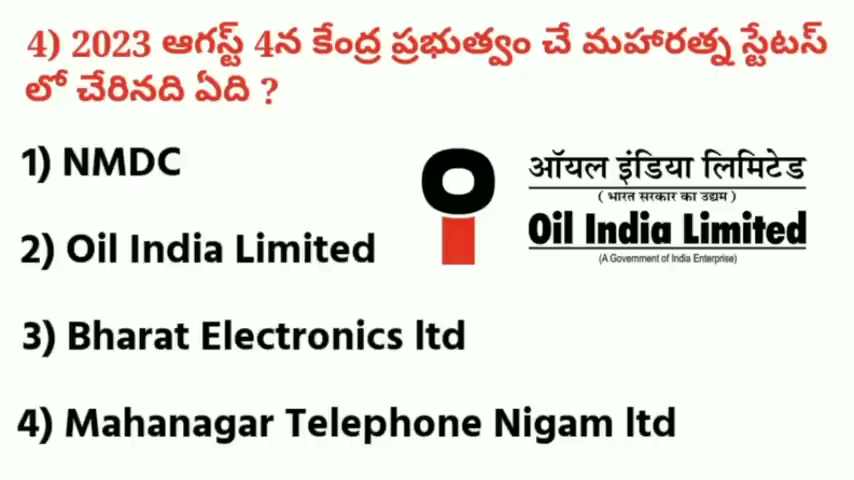 4) 2023 ఆగస్ట్ 4న కేంద్ర ప్రభుత్వం చే మహారత్న స్టేటస్
లో చేరినది ఏది ?
1) NMDC
2) Oil India Limited
3) Bharat Electronics ltd
4) Mahanagar Telephone Nigam ltd
ऑयल इंडिया लिमिटेड
( भारत सरकार का उद्यम )
Oil India Limited
(A Government of India Enterprise)